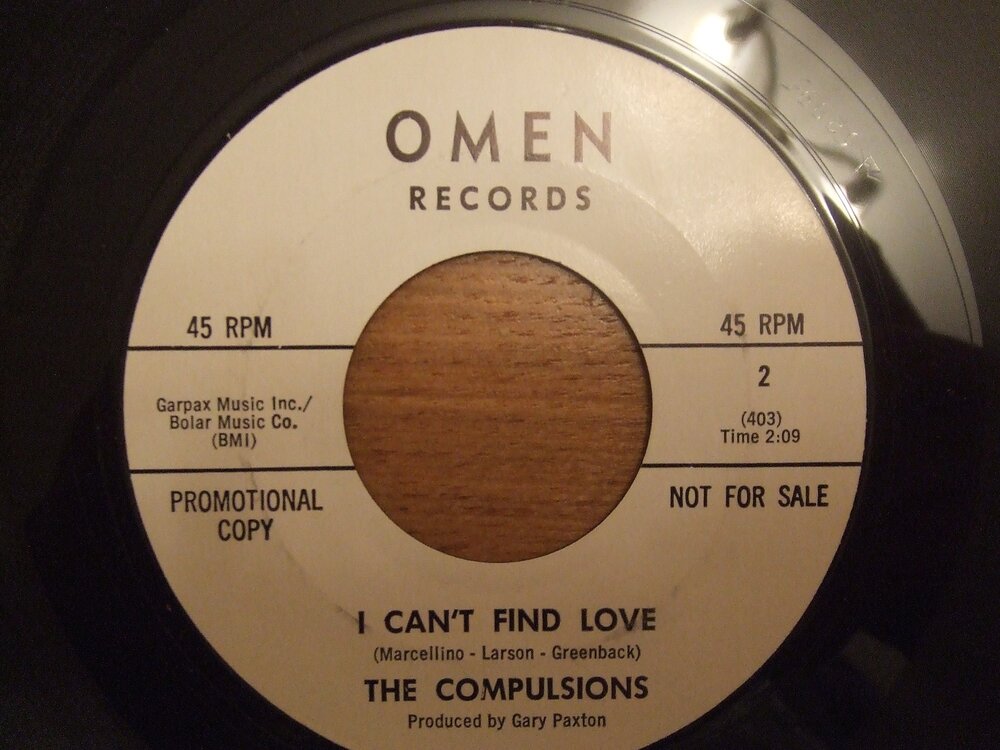 OMEN
RECORDS
45 RPM
45 RPM
Garpax Music Inc./
Bolar Music Co.
(BMI)
2
(403)
Time 2:09
PROMOTIONAL
COPY
NOT FOR SALE
I CAN'T FIND LOVE
(Marcellino - Larson - Greenback)
THE COMPULSIONS
Produced by Gary Paxton